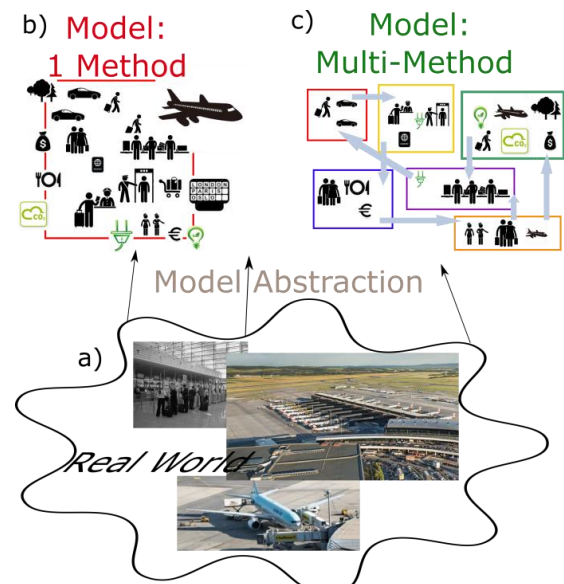 b) Model:
1 Method
c) Model:
Multi-Method
$
CO2
LONDON
PARIS
OSLO
€
CO2
$
€
Model Abstraction
a)
Real World